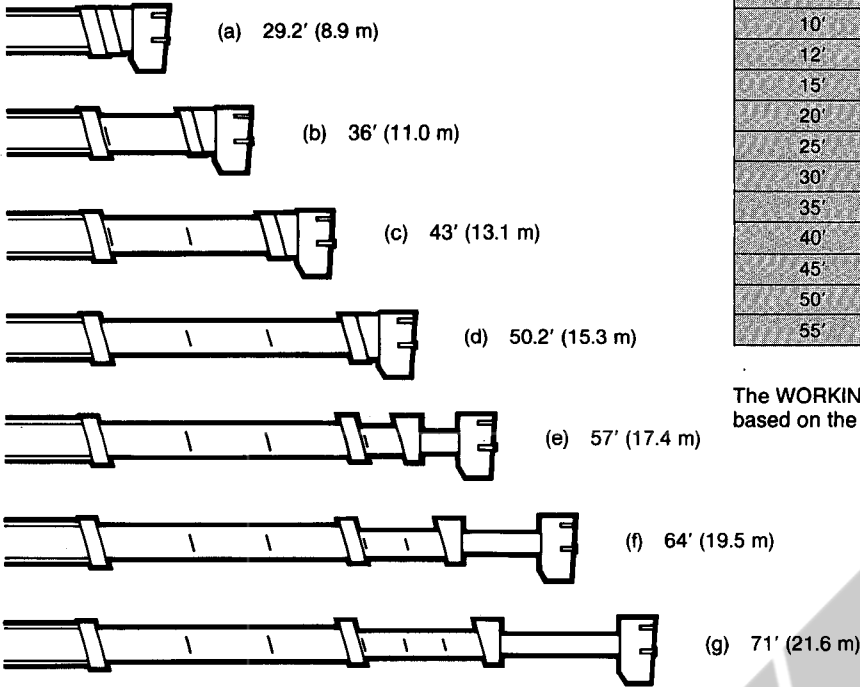 (a) 29.2′ (8.9 m)
(b) 36′ (11.0 m)
(c) 43′ (13.1 m)
(d) 50.2′ (15.3 m)
(e) 57′ (17.4 m)
(f) 64′ (19.5 m)
(g) 71′ (21.6 m)
10′
12′
15′
20′
25′
30′
35′
40′
45′
50′
55′
The WORKIN
based on the